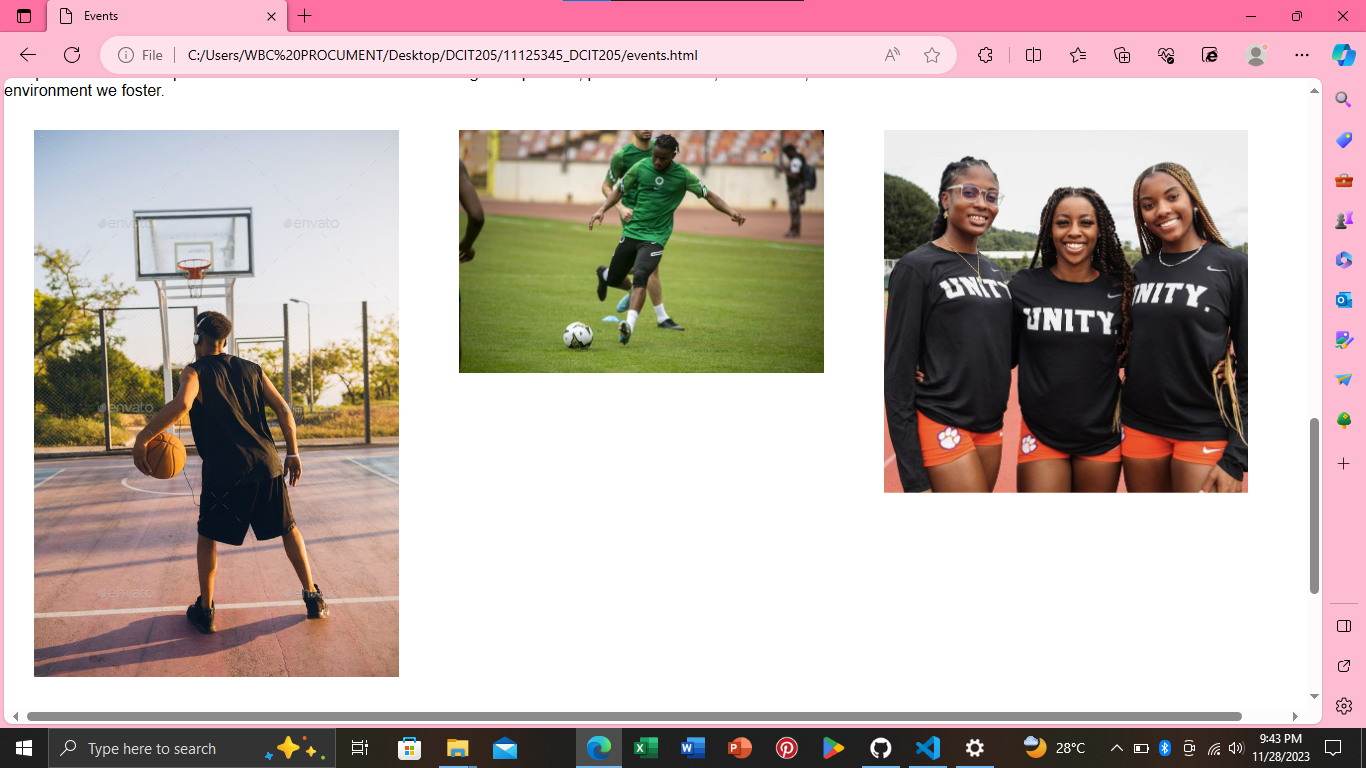 Events
File
C:/Users/WBC%20PROCUMENT/Desktop/DCIT205/11125345_DCIT205/events.html
environment we foster.
envato envato
envato envato
envato envato
UNITY
UNITY.
UNITY.
Type here to search
28°C
9:43 PM
11/28/2023